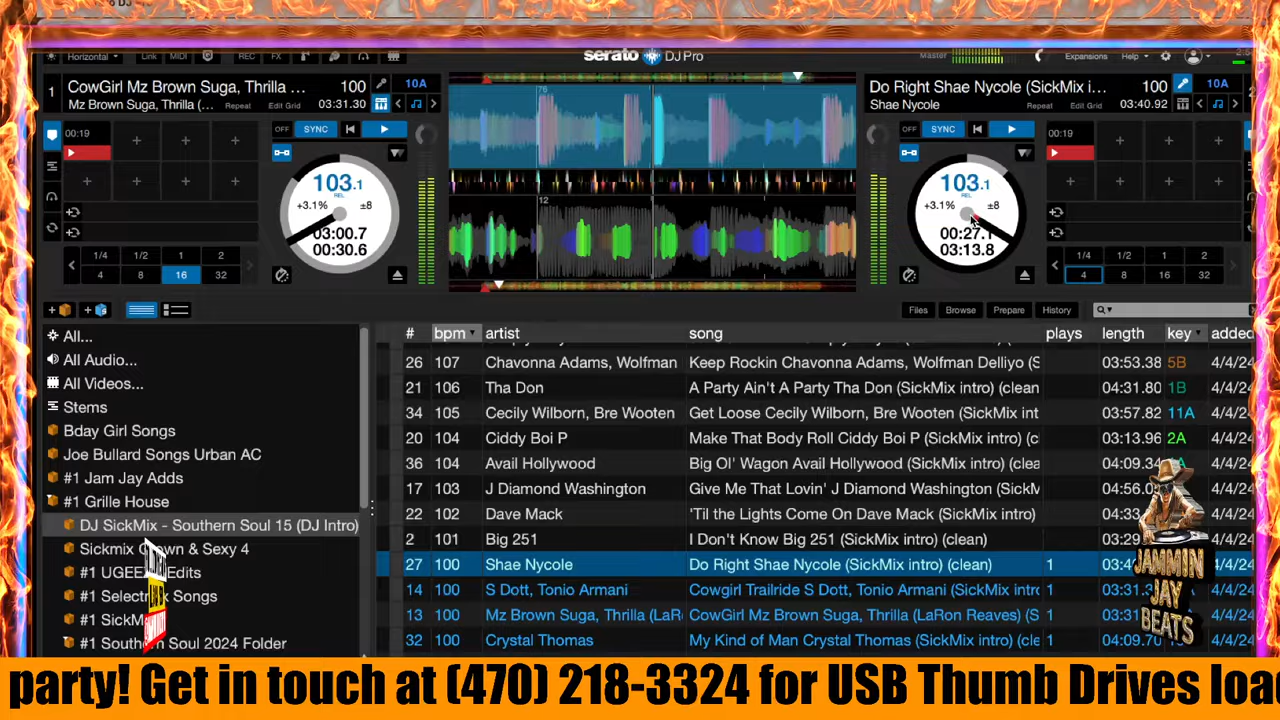 Horizontal
Link MIDI REC FX
serato DJ Pro
Master Expansions Help
1 CowGirl Mz Brown Suga, Thrilla ... 100 10A
Mz Brown Suga, Thrilla (... Repeat Edit Grid 03:31.30
00:19
OFF SYNC
103.1
REL
+3.1% ±8
03:00.7
00:30.6
1/4 1/2 1 2
4 8 16 32
76
12
Do Right Shae Nycole (SickMix i... 100 10A
Shae Nycole Repeat Edit Grid 03:40.92
OFF SYNC
00:19
103.1
REL
+3.1% ±8
00:27.1
03:13.8
1/4 1/2 1 2
4 8 16 32
Files Browse Prepare History
All...
All Audio...
All Videos...
Stems
Bday Girl Songs
Joe Bullard Songs Urban AC
#1 Jam Jay Adds
#1 Grille House
DJ SickMix - Southern Soul 15 (DJ Intro)
Sickmix & Sexy 4
#1 Edits
#1 Songs
#1
#1 Southern Soul 2024 Folder
# bpm artist song plays length key added
26 107 Chavonna Adams, Wolfman Keep Rockin Chavonna Adams, Wolfman Delliyo (S 03:53.38 5B 4/4/24
21 106 Tha Don A Party Ain't A Party Tha Don (SickMix intro) (clean 04:31.80 1B 4/4/24
34 105 Cecily Wilborn, Bre Wooten Get Loose Cecily Wilborn, Bre Wooten (SickMix int 03:57.82 11A 4/4/24
20 104 Ciddy Boi P Make That Body Roll Ciddy Boi P (SickMix intro) (c 03:13.96 2A 4/4/24
36 104 Avail Hollywood Big Ol' Wagon Avail Hollywood (SickMix intro) (clea 04:09.34 4/4/24
17 103 J Diamond Washington Give Me That Lovin' J Diamond Washington (SickM 04:56.0
22 102 Dave Mack 'Til the Lights Come On Dave Mack (SickMix intro) 04:33
2 101 Big 251 I Don't Know Big 251 (SickMix intro) (clean) 03:29
27 100 Shae Nycole Do Right Shae Nycole (SickMix intro) (clean) 1 03:4
14 100 S Dott, Tonio Armani Cowgirl Trailride S Dott, Tonio Armani (SickMix intro) 1 03:31.3
13 100 Mz Brown Suga, Thrilla (LaR CowGirl Mz Brown Suga, Thrilla (LaRon Reaves) (S 1 03:31
32 100 Crystal Thomas My Kind of Man Crystal Thomas (SickMix intro) (S 1 04:09.70 4/4/24
JAMMIN
JAY
BEATS
party! Get in touch at (470) 218-3324 for USB Thumb Drives loa